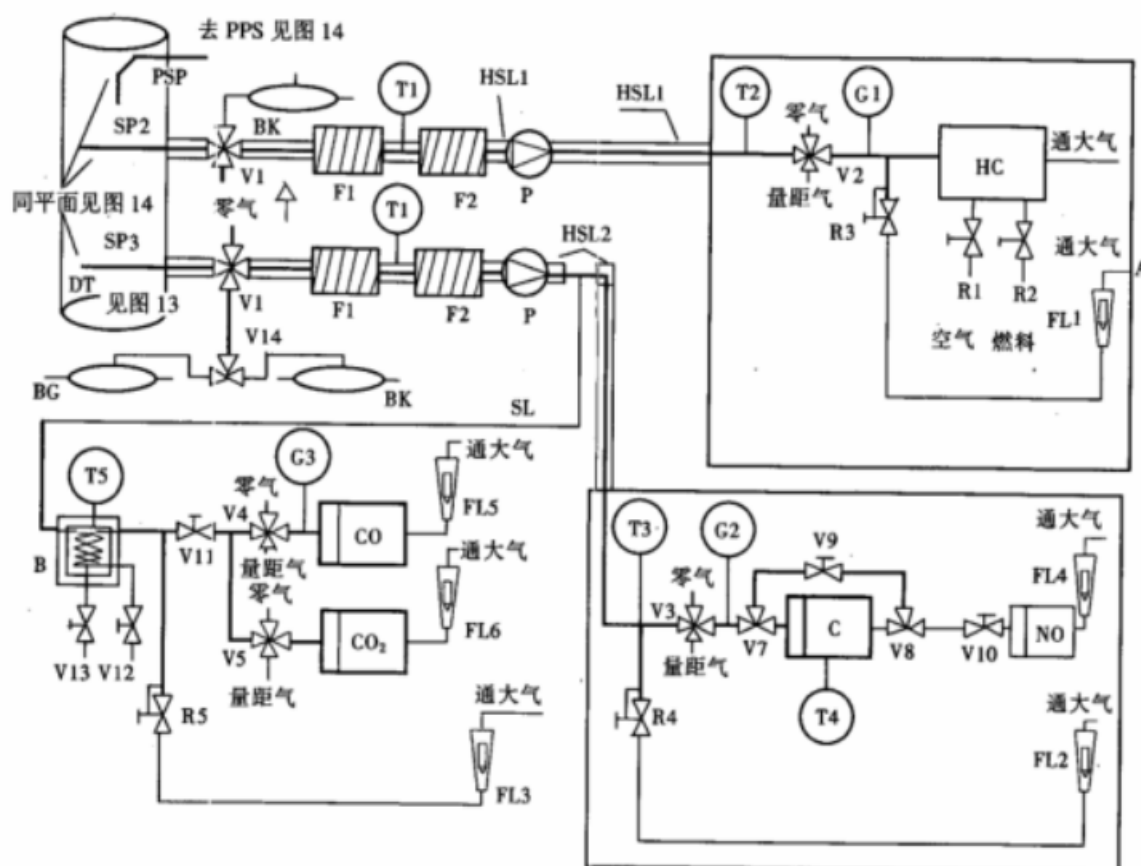 去 PPS 见图 14
PSP
SP2
BK
V1
零气
T1
HSL1
HSL1
F1
F2
P
T2
零气
V2
量距气
G1
HC
通大气
R3
R1
R2
空气
燃料
通大气
FL1
A
同平面见图 14
SP3
DT
见图 13
V1
T1
F1
F2
P
HSL2
V14
BG
BK
SL
T5
B
V13
V12
V11
V4
零气
量距气
G3
CO
通大气
FL5
零气
V5
量距气
CO₂
通大气
FL6
R5
通大气
FL3
T3
零气
V3
量距气
G2
V7
V9
C
T4
V8
V10
NO
通大气
FL4
R4
通大气
FL2